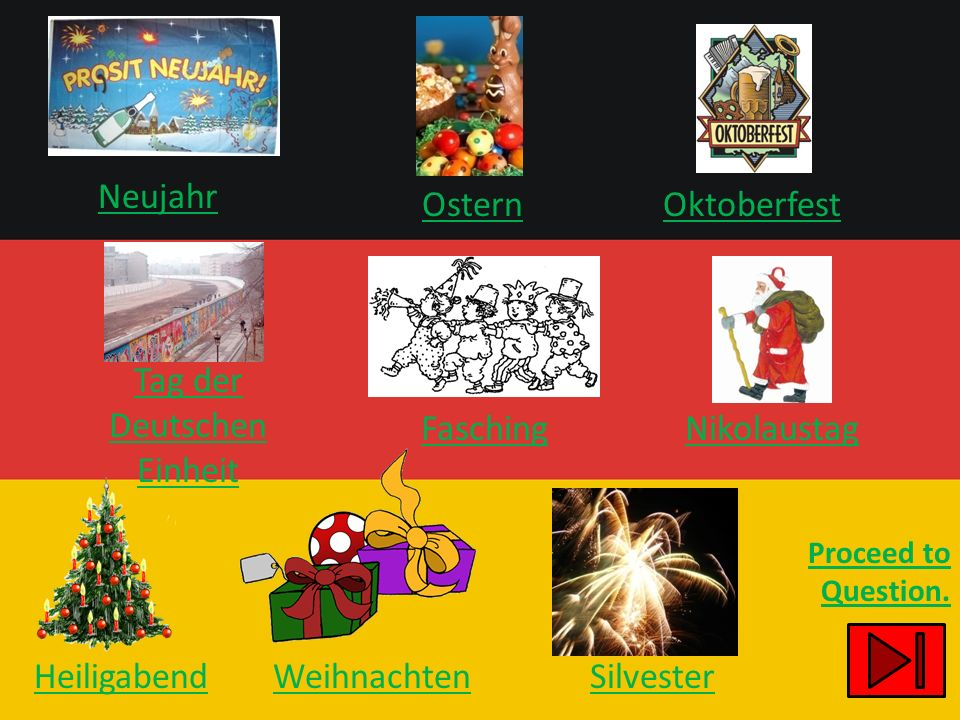 PROSIT NEUJAHR!
OKTOBERFEST
Neujahr
Ostern
Oktoberfest
Tag der
Deutschen
Einheit
Fasching
Nikolaustag
Proceed to
Question.
Heiligabend
Weihnachten
Silvester